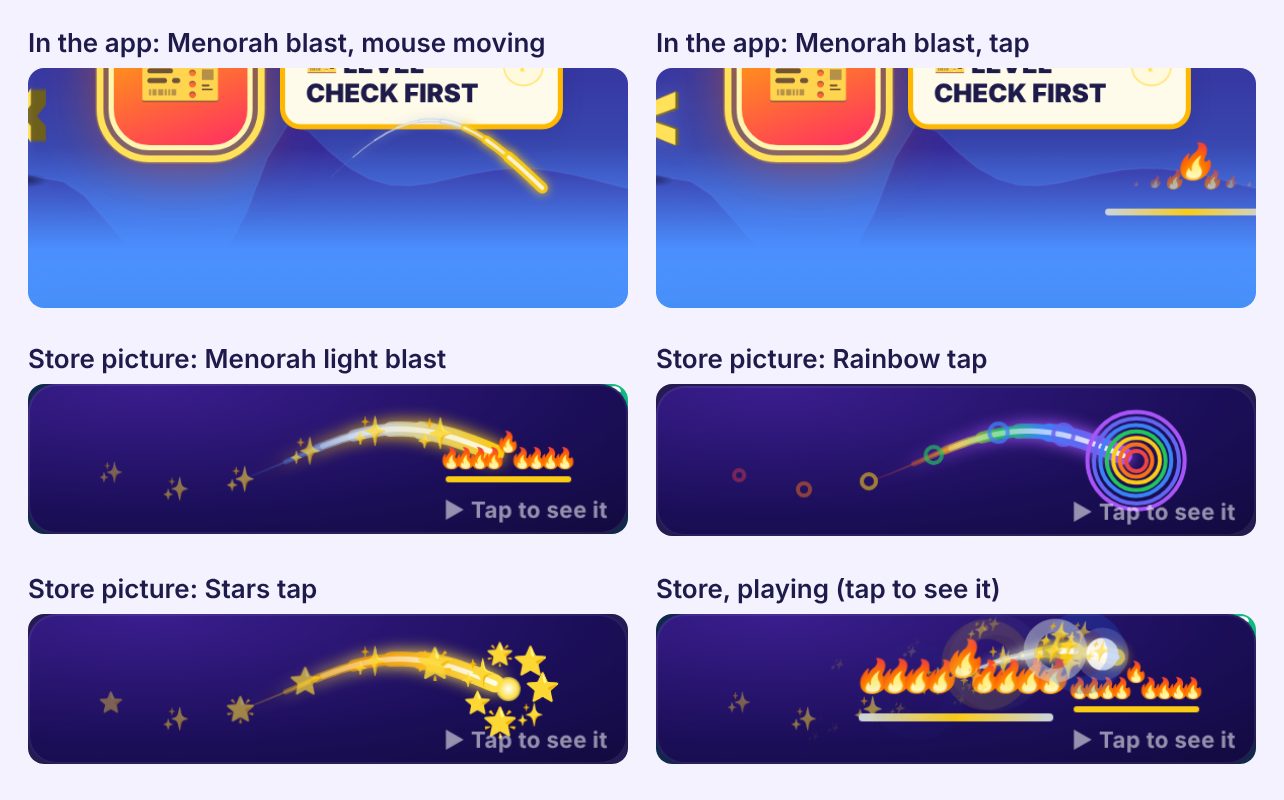 In the app: Menorah blast, mouse moving
In the app: Menorah blast, tap
LEVEL
CHECK FIRST
LEVEL
CHECK FIRST
Store picture: Menorah light blast
Store picture: Rainbow tap
▶ Tap to see it
▶ Tap to see it
Store picture: Stars tap
Store, playing (tap to see it)
▶ Tap to see it
▶ Tap to see it